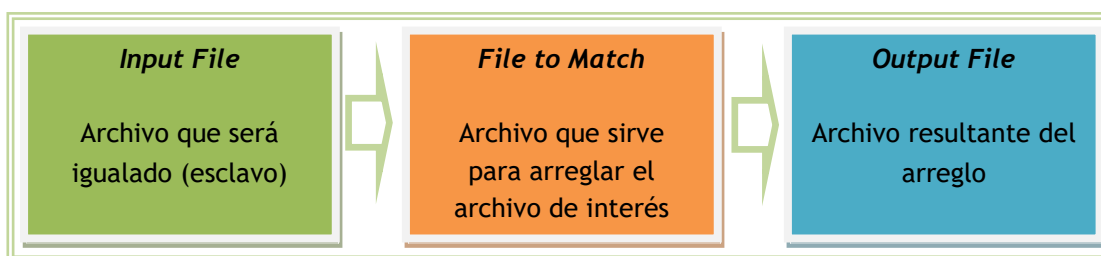 Input File
Archivo que será
igualado (esclavo)
File to Match
Archivo que sirve
para arreglar el
archivo de interés
Output File
Archivo resultante del
arreglo